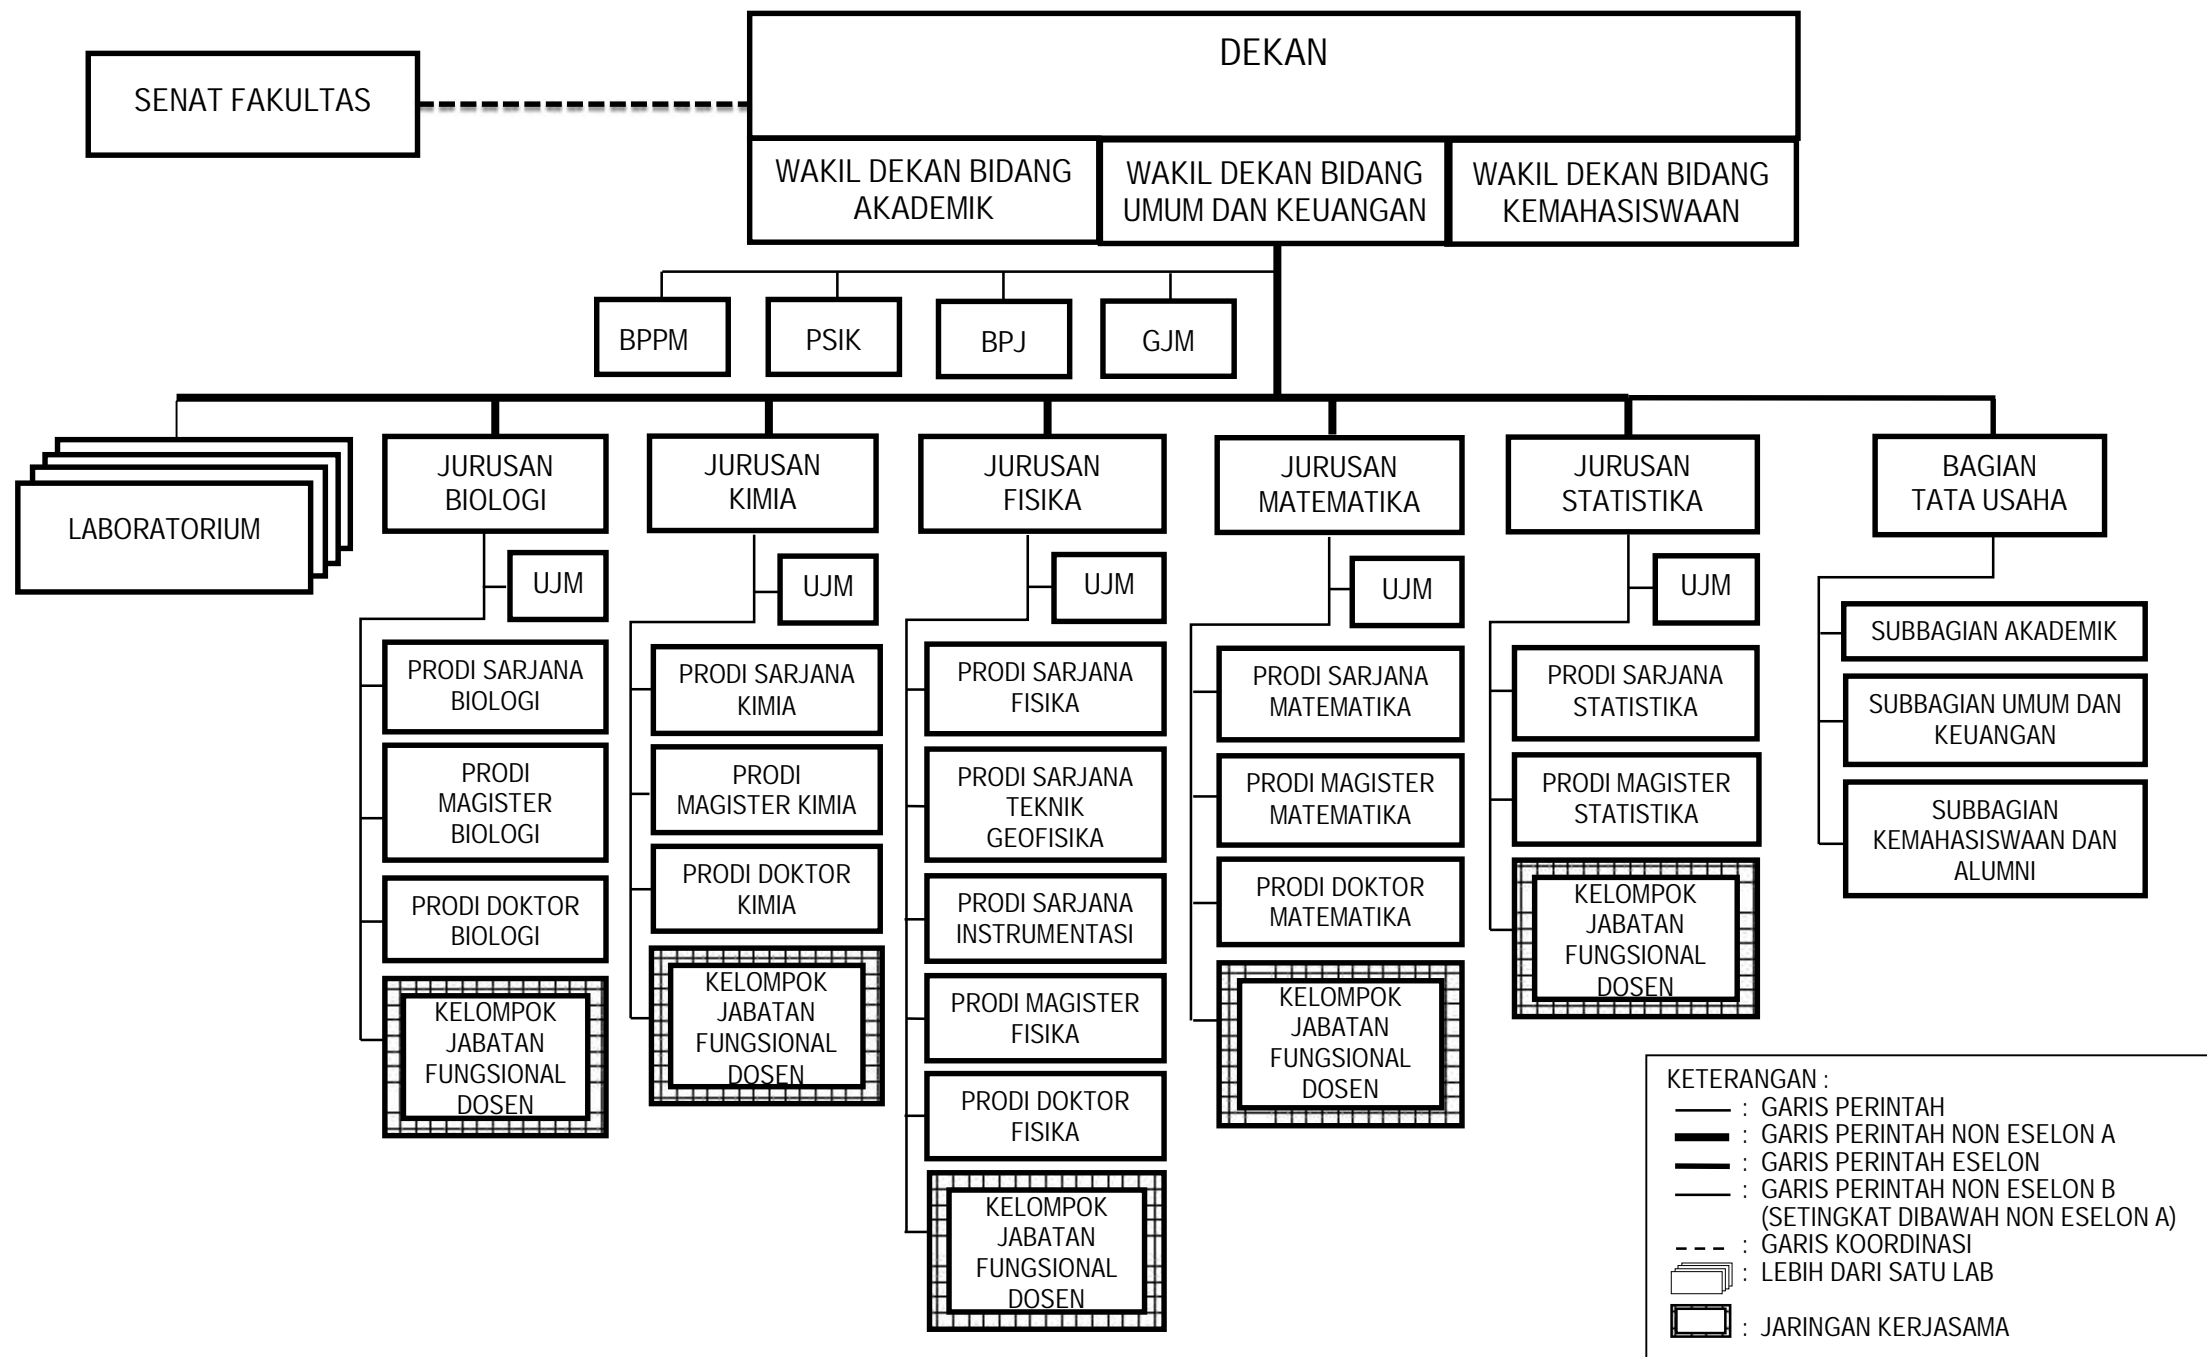 DEKAN
SENAT FAKULTAS
WAKIL DEKAN BIDANG
AKADEMIK
WAKIL DEKAN BIDANG
UMUM DAN KEUANGAN
WAKIL DEKAN BIDANG
KEMAHASISWAAN
BPPM
PSIK
BPJ
GJM
LABORATORIUM
JURUSAN
BIOLOGI
UJM
PRODI SARJANA
BIOLOGI
PRODI
MAGISTER
BIOLOGI
PRODI DOKTOR
BIOLOGI
KELOMPOK
JABATAN
FUNGSIONAL
DOSEN
JURUSAN
KIMIA
UJM
PRODI SARJANA
KIMIA
PRODI
MAGISTER KIMIA
PRODI DOKTOR
KIMIA
KELOMPOK
JABATAN
FUNGSIONAL
DOSEN
JURUSAN
FISIKA
UJM
PRODI SARJANA
FISIKA
PRODI SARJANA
TEKNIK
GEOFISIKA
PRODI SARJANA
INSTRUMENTASI
PRODI MAGISTER
FISIKA
PRODI DOKTOR
FISIKA
KELOMPOK
JABATAN
FUNGSIONAL
DOSEN
JURUSAN
MATEMATIKA
UJM
PRODI SARJANA
MATEMATIKA
PRODI MAGISTER
MATEMATIKA
PRODI DOKTOR
MATEMATIKA
KELOMPOK
JABATAN
FUNGSIONAL
DOSEN
JURUSAN
STATISTIKA
UJM
PRODI SARJANA
STATISTIKA
PRODI MAGISTER
STATISTIKA
KELOMPOK
JABATAN
FUNGSIONAL
DOSEN
BAGIAN
TATA USAHA
SUBBAGIAN AKADEMIK
SUBBAGIAN UMUM DAN
KEUANGAN
SUBBAGIAN
KEMAHASISWAAN DAN
ALUMNI
KETERANGAN :
: GARIS PERINTAH
: GARIS PERINTAH NON ESELON A
: GARIS PERINTAH ESELON
: GARIS PERINTAH NON ESELON B
(SETINGKAT DIBAWAH NON ESELON A)
: GARIS KOORDINASI
: LEBIH DARI SATU LAB
: JARINGAN KERJASAMA